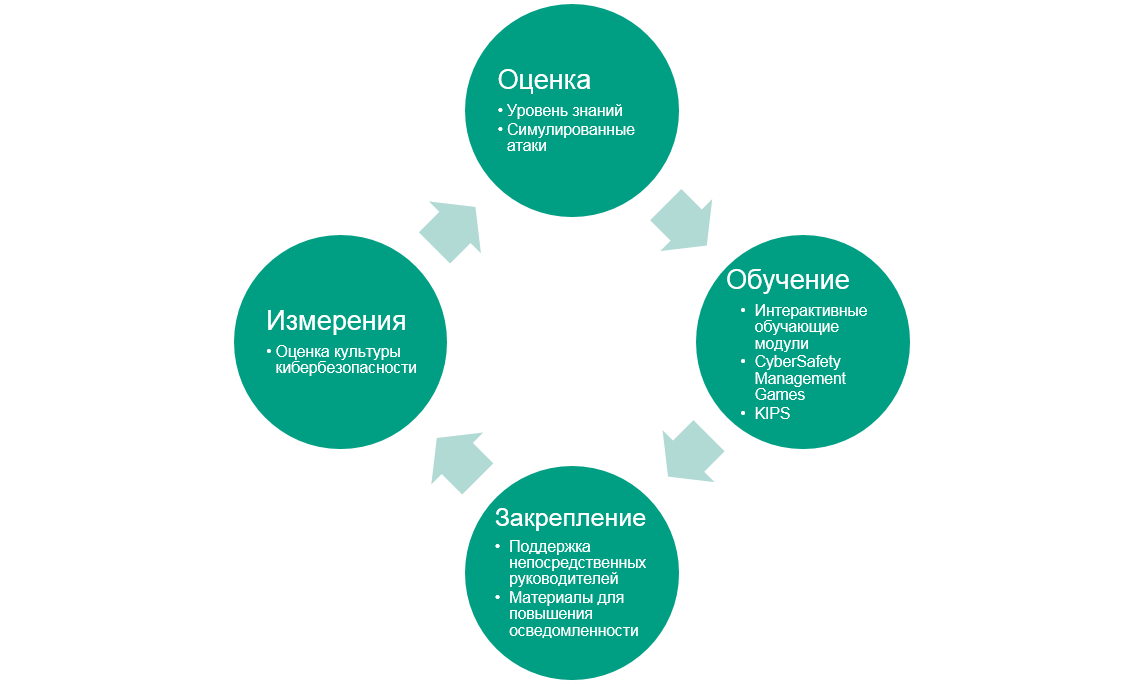 Оценка
• Уровень знаний
• Симулированные
атаки
Обучение
• Интерактивные
обучающие
модули
• CyberSafety
Management
Games
• KIPS
Закрепление
• Поддержка
непосредственных
руководителей
• Материалы для
повышения
осведомленности
Измерения
• Оценка культуры
кибербезопасности